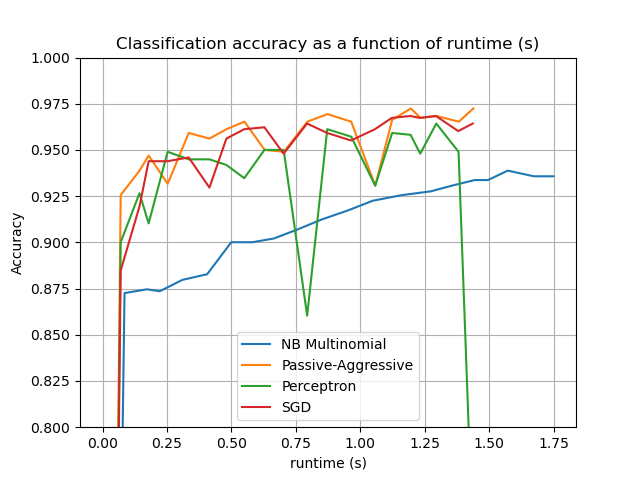 Classification accuracy as a function of runtime (s)
1.000
0.975
0.950
0.925
0.900
0.875
0.850
0.825
0.800
Accuracy
NB Multinomial
Passive-Aggressive
Perceptron
SGD
0.00 0.25 0.50 0.75 1.00 1.25 1.50 1.75
runtime (s)